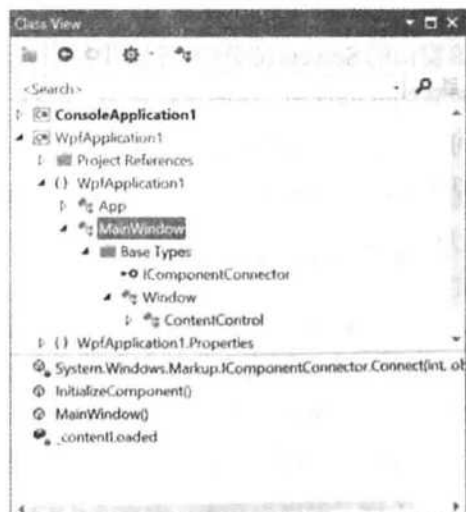 Class View
<Search>
ConsoleApplication1
WpfApplication1
Project References
{ } WpfApplication1
App
MainWindow
Base Types
IComponentConnector
Window
ContentControl
{ } WpfApplication1.Properties
System.Windows.Markup.IComponentConnector.Connect(int, ob
InitializeComponent()
MainWindow()
_contentLoaded